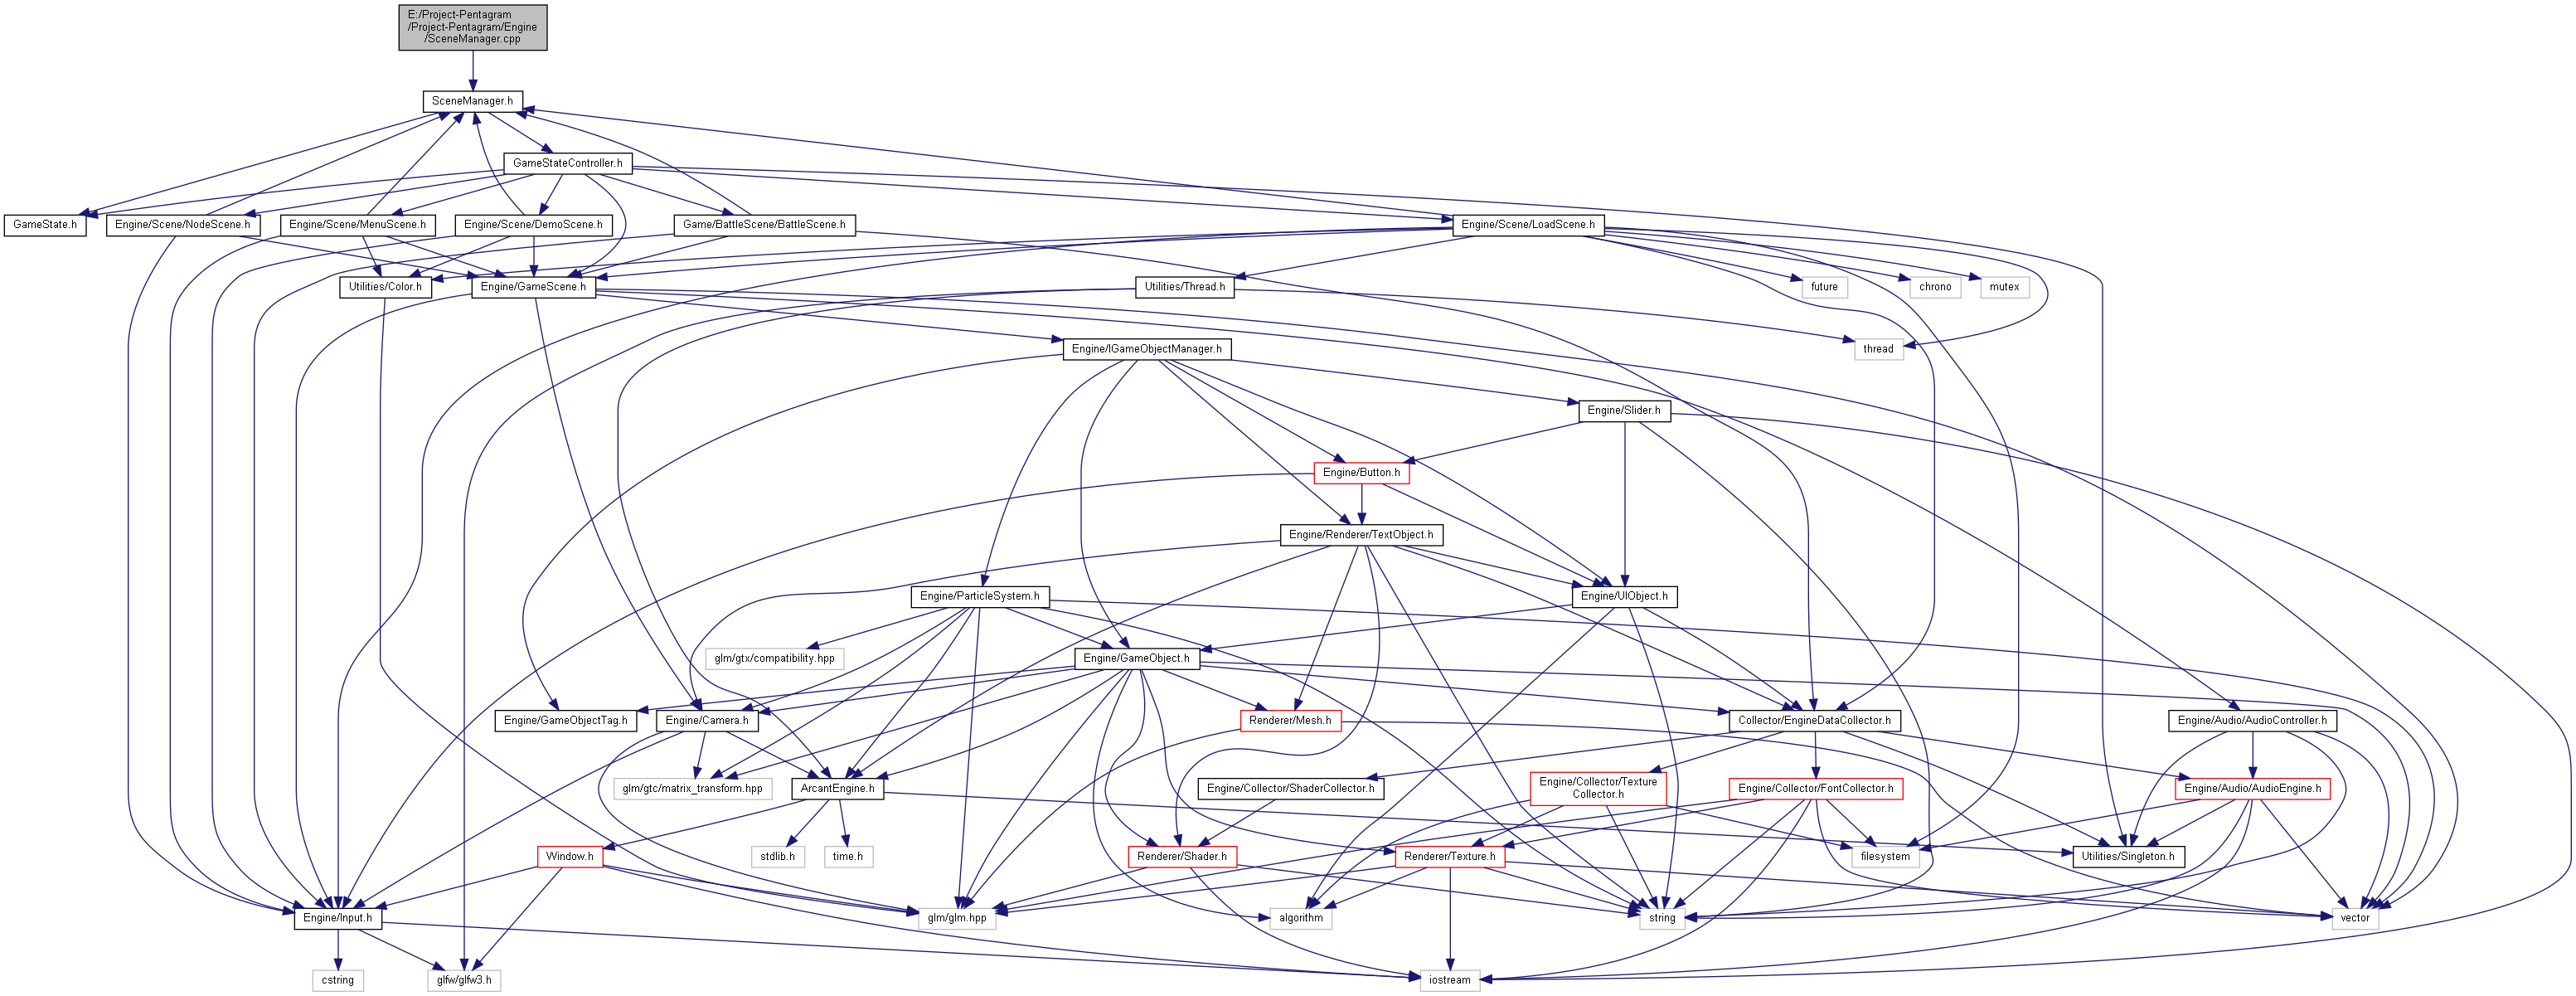 E:/Project-Pentagram
/Project-Pentagram/Engine
/SceneManager.cpp
SceneManager.h
GameStateController.h
GameState.h
Engine/Scene/NodeScene.h
Engine/Scene/MenuScene.h
Engine/Scene/DemoScene.h
Game/BattleScene/BattleScene.h
Engine/Scene/LoadScene.h
Utilities/Color.h
Engine/GameScene.h
Utilities/Thread.h
future
chrono
mutex
Engine/IGameObjectManager.h
thread
Engine/Slider.h
Engine/Button.h
Engine/Renderer/TextObject.h
Engine/ParticleSystem.h
Engine/UIObject.h
glm/gtx/compatibility.hpp
Engine/GameObject.h
Engine/GameObjectTag.h
Engine/Camera.h
Renderer/Mesh.h
Collector/EngineDataCollector.h
Engine/Audio/AudioController.h
glm/gtc/matrix_transform.hpp
ArcantEngine.h
Engine/Collector/ShaderCollector.h
Engine/Collector/Texture
Collector.h
Engine/Collector/FontCollector.h
Engine/Audio/AudioEngine.h
Window.h
stdlib.h
time.h
Renderer/Shader.h
Renderer/Texture.h
filesystem
Utilities/Singleton.h
Engine/Input.h
glm/glm.hpp
algorithm
string
vector
cstring
glfw/glfw3.h
iostream